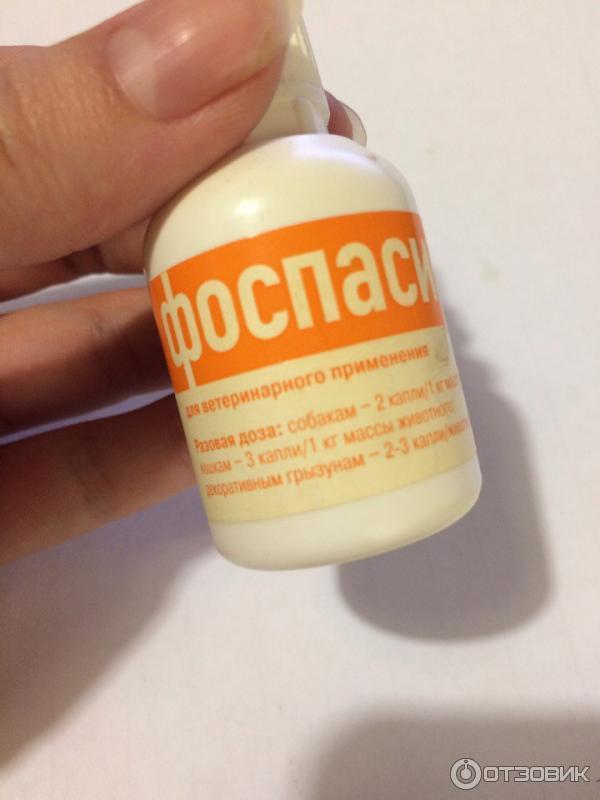 фоспаси
для ветеринарного применения
Разовая доза: собакам – 2 капли/1 кг масс
кошкам – 3 капли/1 кг массы животного;
декоративным грызунам – 2-3 капли/живо
ОТЗОВИК